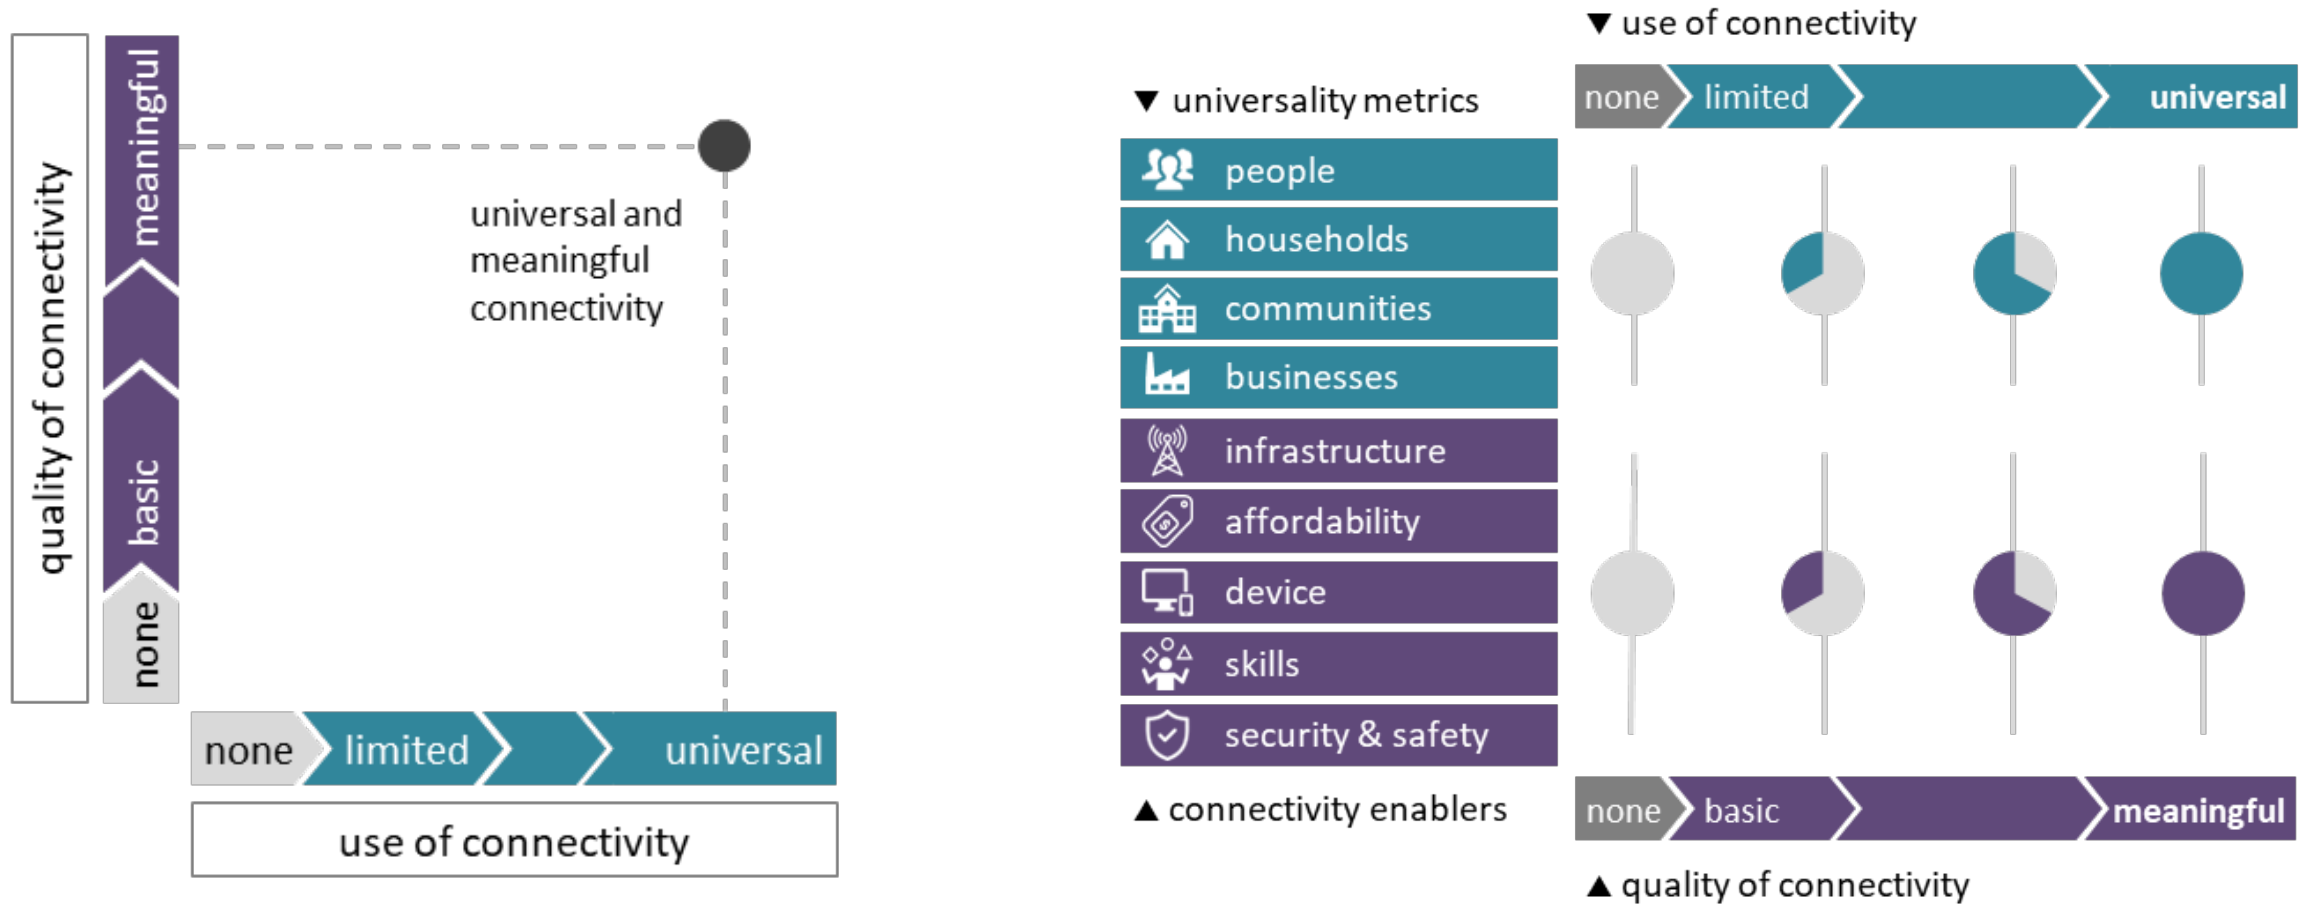 quality of connectivity
meaningful
basic
none
universal and
meaningful
connectivity
none
limited
universal
use of connectivity
▼ universality metrics
people
households
communities
businesses
infrastructure
affordability
device
skills
security & safety
▲ connectivity enablers
▼ use of connectivity
none
limited
universal
none
basic
meaningful
▲ quality of connectivity